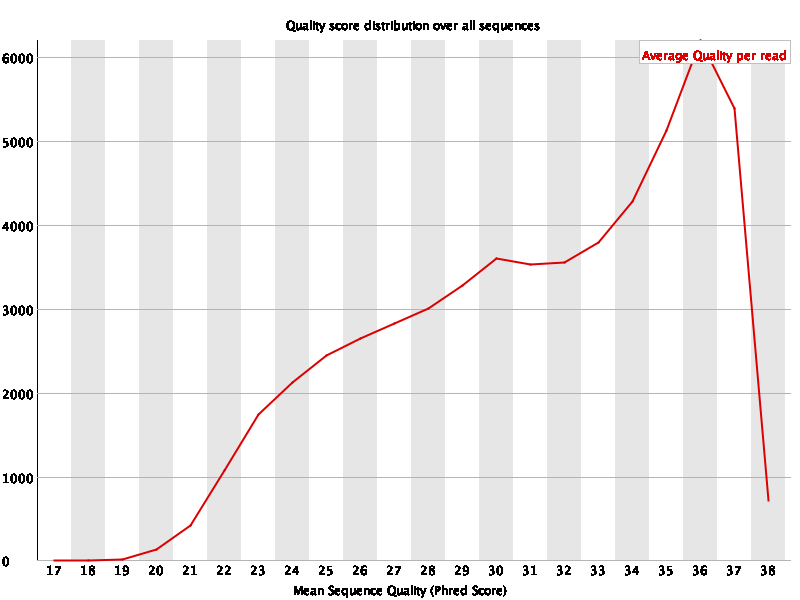 Quality score distribution over all sequences
Average Quality per read
6000
5000
4000
3000
2000
1000
0
17 18 19 20 21 22 23 24 25 26 27 28 29 30 31 32 33 34 35 36 37 38
Mean Sequence Quality (Phred Score)